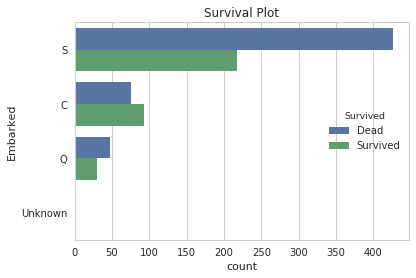 Survival Plot
S
C
Q
Unknown
Embarked
Survived
Dead
Survived
0 50 100 150 200 250 300 350 400
count